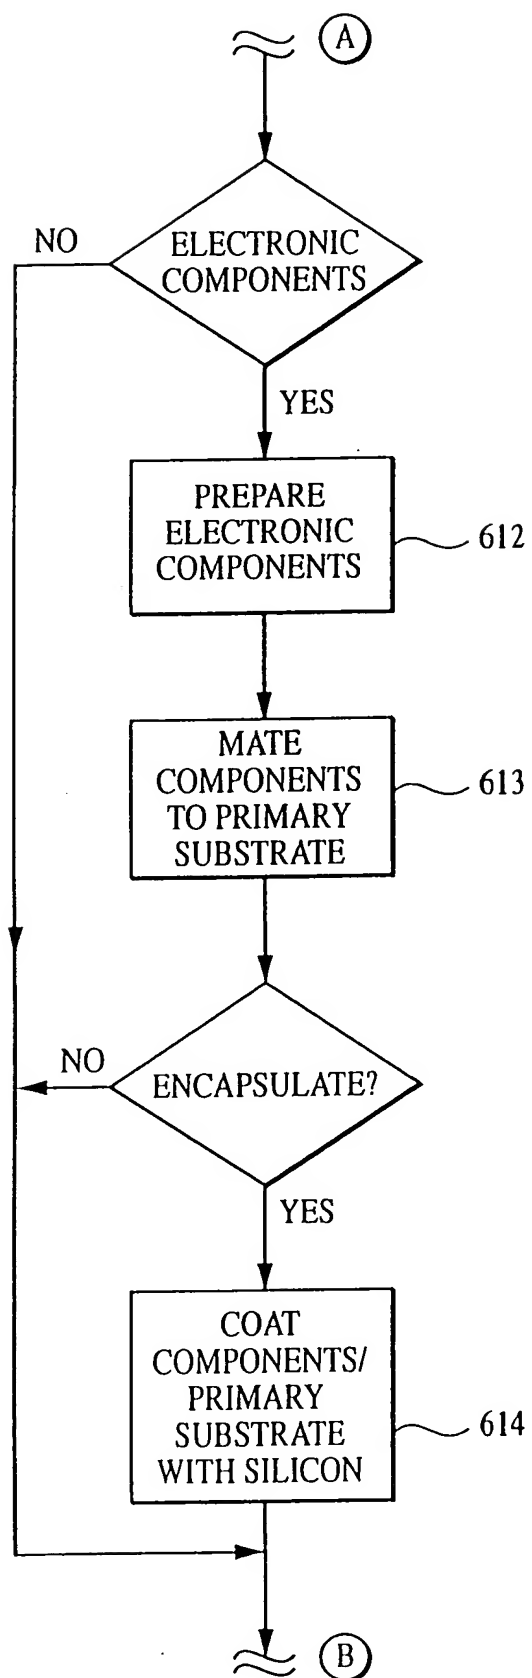 A
NO
ELECTRONIC
COMPONENTS
YES
PREPARE
ELECTRONIC
COMPONENTS
612
MATE
COMPONENTS
TO PRIMARY
SUBSTRATE
613
NO
ENCAPSULATE?
YES
COAT
COMPONENTS/
PRIMARY
SUBSTRATE
WITH SILICON
614
B